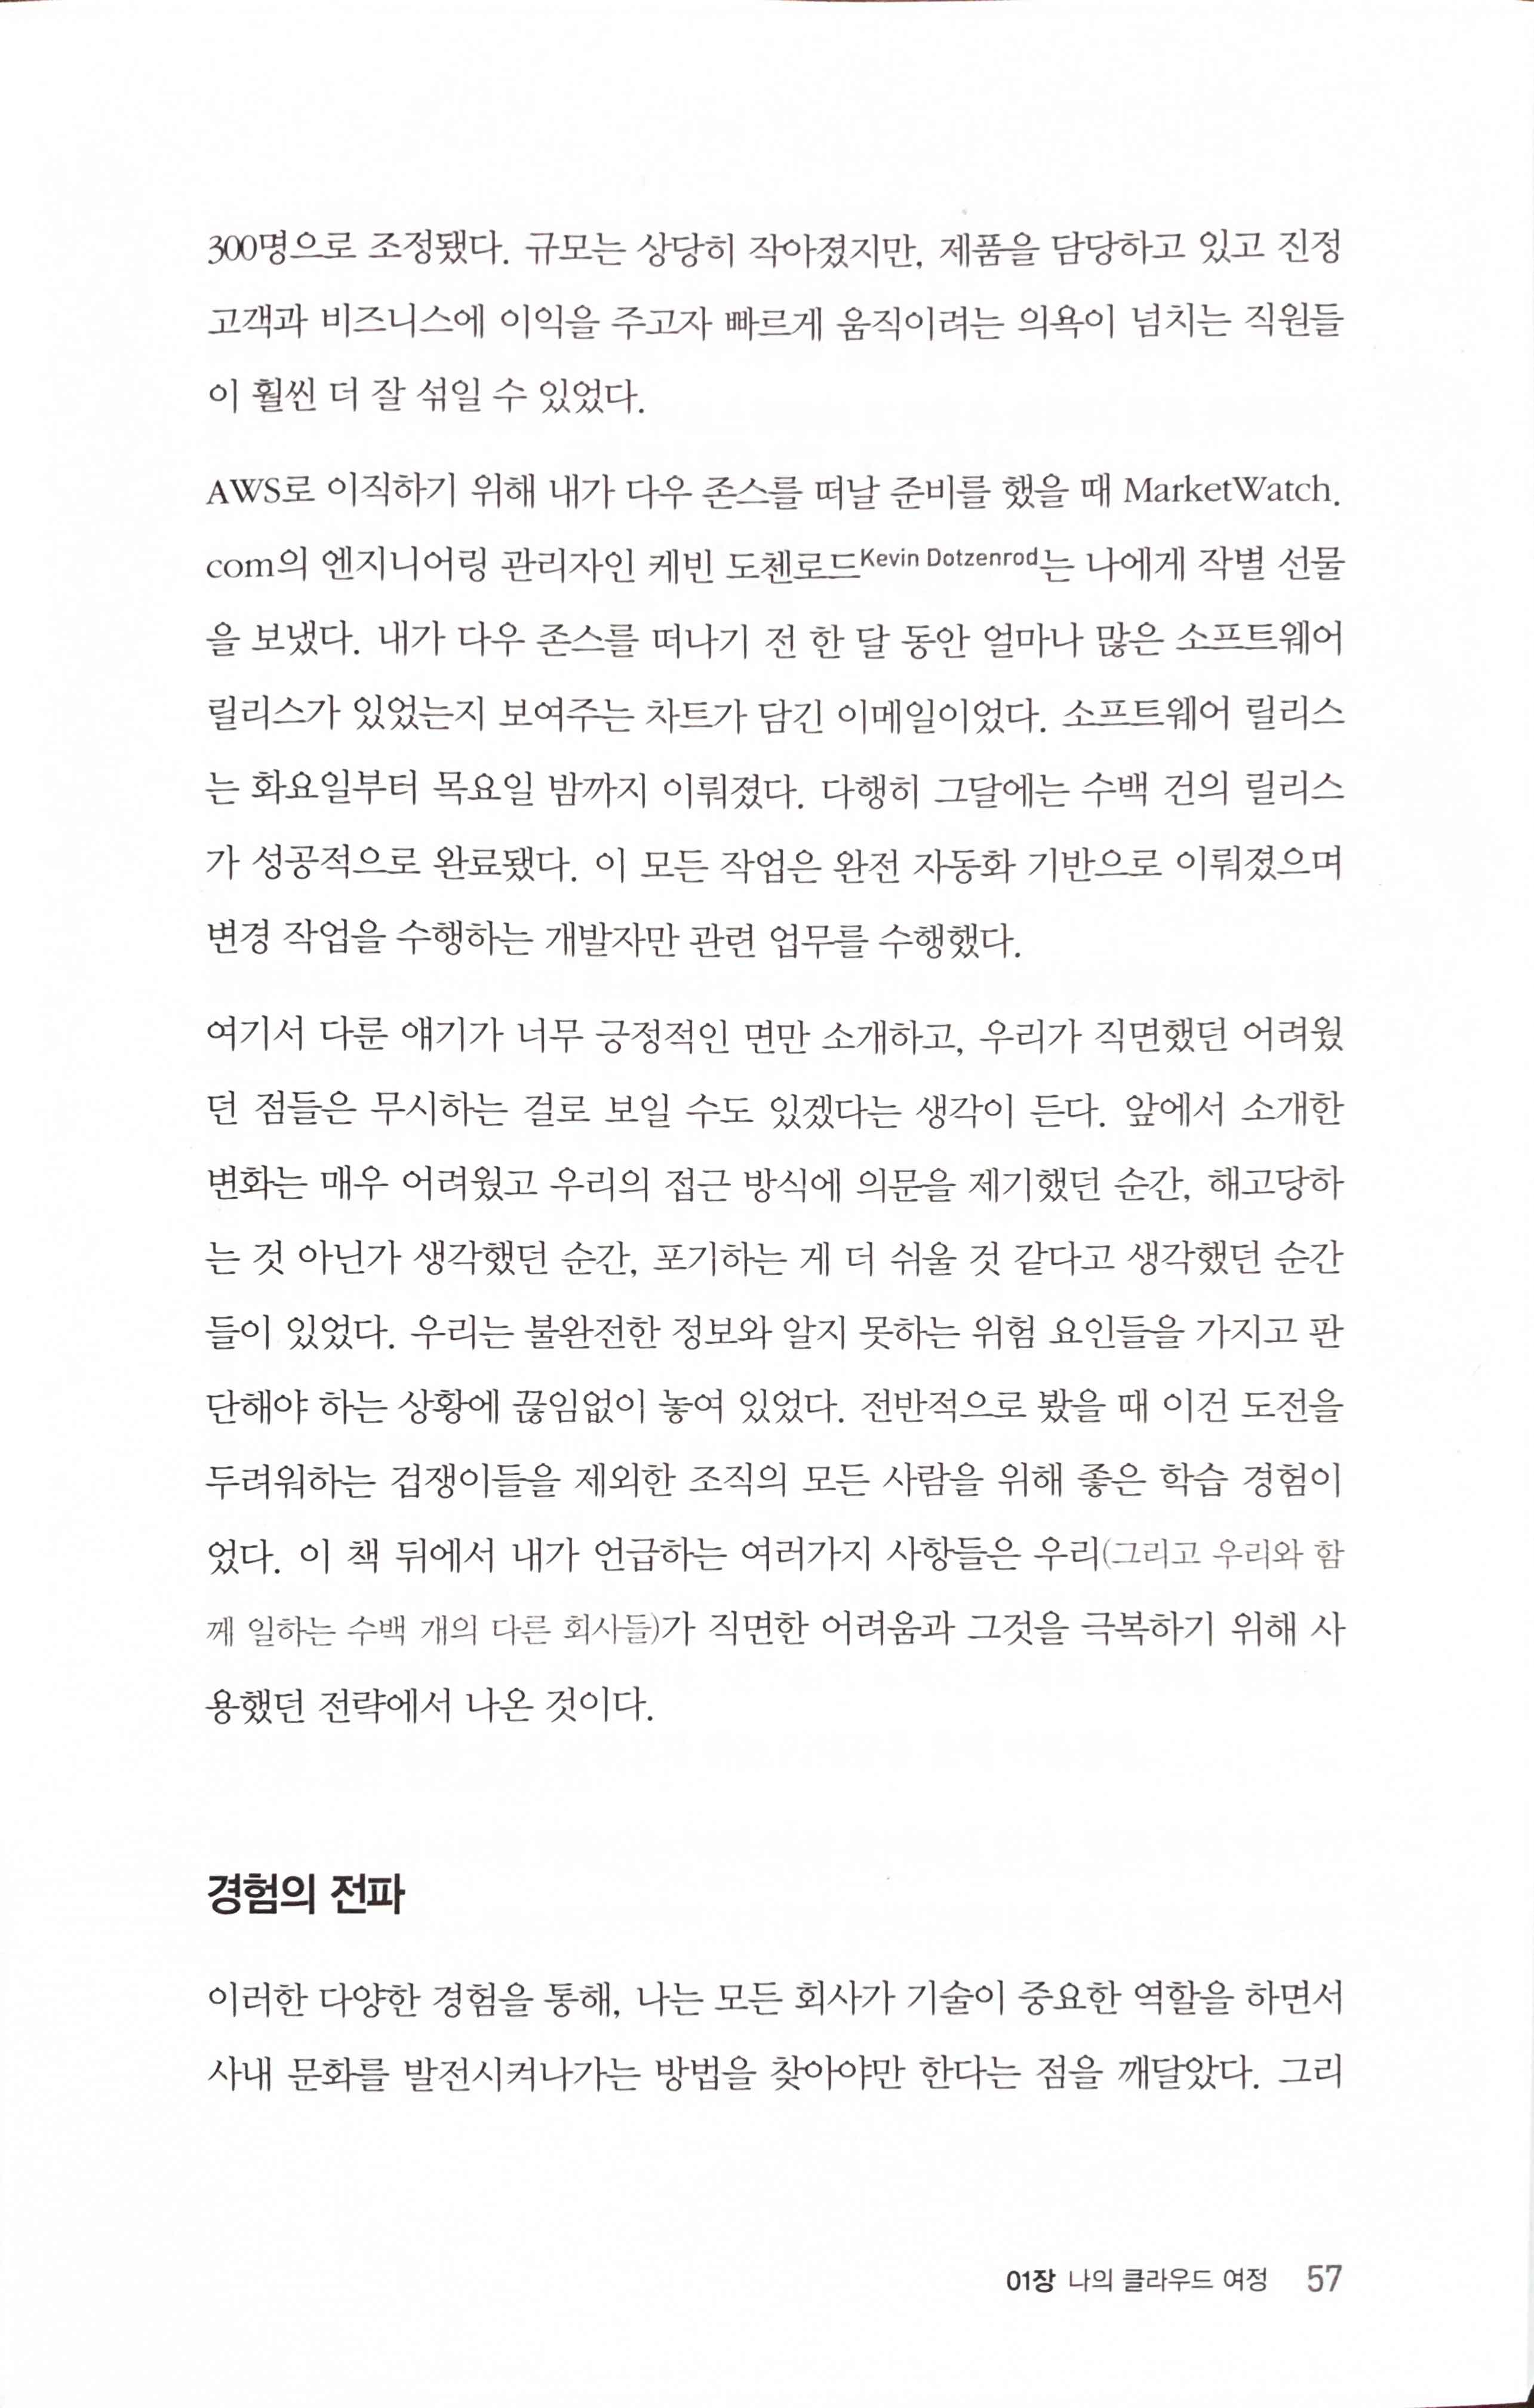 300명으로 조정됐다. 규모는 상당히 작아졌지만, 제품을 담당하고 있고 진정
고객과 비즈니스에 이익을 주고자 빠르게 움직이려는 의욕이 넘치는 직원들
이 훨씬 더 잘 섞일 수 있었다.
AWS로 이직하기 위해 내가 다우 존스를 떠날 준비를 했을 때 MarketWatch.
com의 엔지니어링 관리자인 케빈 도첸로드Kevin Dotzenrod는 나에게 작별 선물
을 보냈다. 내가 다우 존스를 떠나기 전 한 달 동안 얼마나 많은 소프트웨어
릴리스가 있었는지 보여주는 차트가 담긴 이메일이었다. 소프트웨어 릴리스
는 화요일부터 목요일 밤까지 이뤄졌다. 다행히 그달에는 수백 건의 릴리스
가 성공적으로 완료됐다. 이 모든 작업은 완전 자동화 기반으로 이뤄졌으며
변경 작업을 수행하는 개발자만 관련 업무를 수행했다.
여기서 다룬 얘기가 너무 긍정적인 면만 소개하고, 우리가 직면했던 어려웠
던 점들은 무시하는 걸로 보일 수도 있겠다는 생각이 든다. 앞에서 소개한
변화는 매우 어려웠고 우리의 접근 방식에 의문을 제기했던 순간, 해고당하
는 것 아닌가 생각했던 순간, 포기하는 게 더 쉬울 것 같다고 생각했던 순간
들이 있었다. 우리는 불완전한 정보와 알지 못하는 위험 요인들을 가지고 판
단해야 하는 상황에 끊임없이 놓여 있었다. 전반적으로 봤을 때 이건 도전을
두려워하는 겁쟁이들을 제외한 조직의 모든 사람을 위해 좋은 학습 경험이
었다. 이 책 뒤에서 내가 언급하는 여러가지 사항들은 우리(그리고 우리와 함
께 일하는 수백 개의 다른 회사들)가 직면한 어려움과 그것을 극복하기 위해 사
용했던 전략에서 나온 것이다.
경험의 전파
이러한 다양한 경험을 통해, 나는 모든 회사가 기술이 중요한 역할을 하면서
사내 문화를 발전시켜나가는 방법을 찾아야만 한다는 점을 깨달았다. 그리
01장 나의 클라우드 여정 57